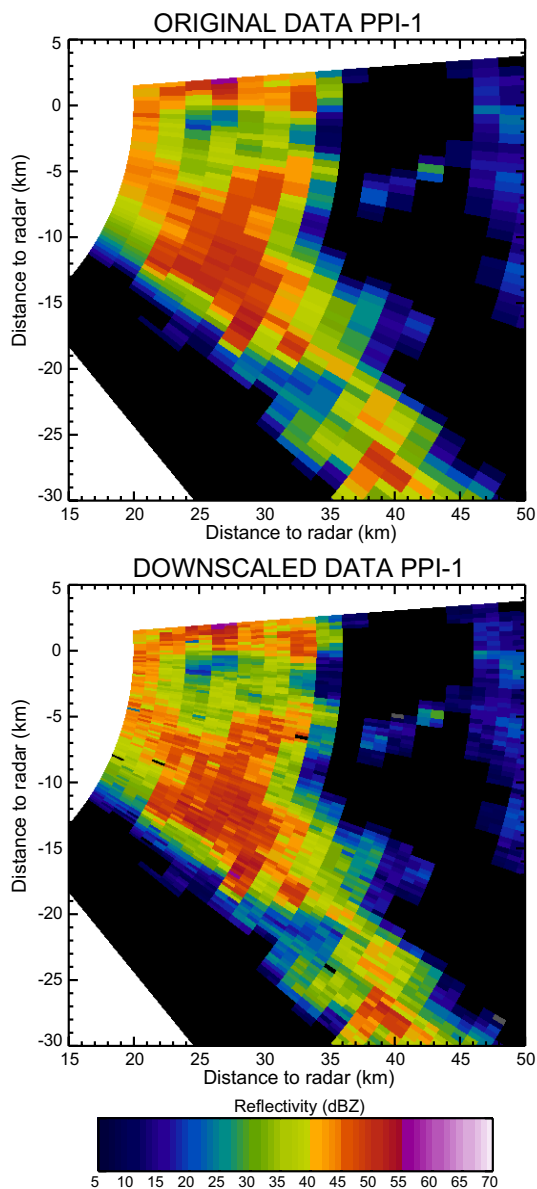 ORIGINAL DATA PPI-1
5
0
-5
-10
-15
-20
-25
-30
Distance to radar (km)
15 20 25 30 35 40 45 50
Distance to radar (km)
DOWNSCALED DATA PPI-1
5
0
-5
-10
-15
-20
-25
-30
Distance to radar (km)
15 20 25 30 35 40 45 50
Distance to radar (km)
Reflectivity (dBZ)
5 10 15 20 25 30 35 40 45 50 55 60 65 70